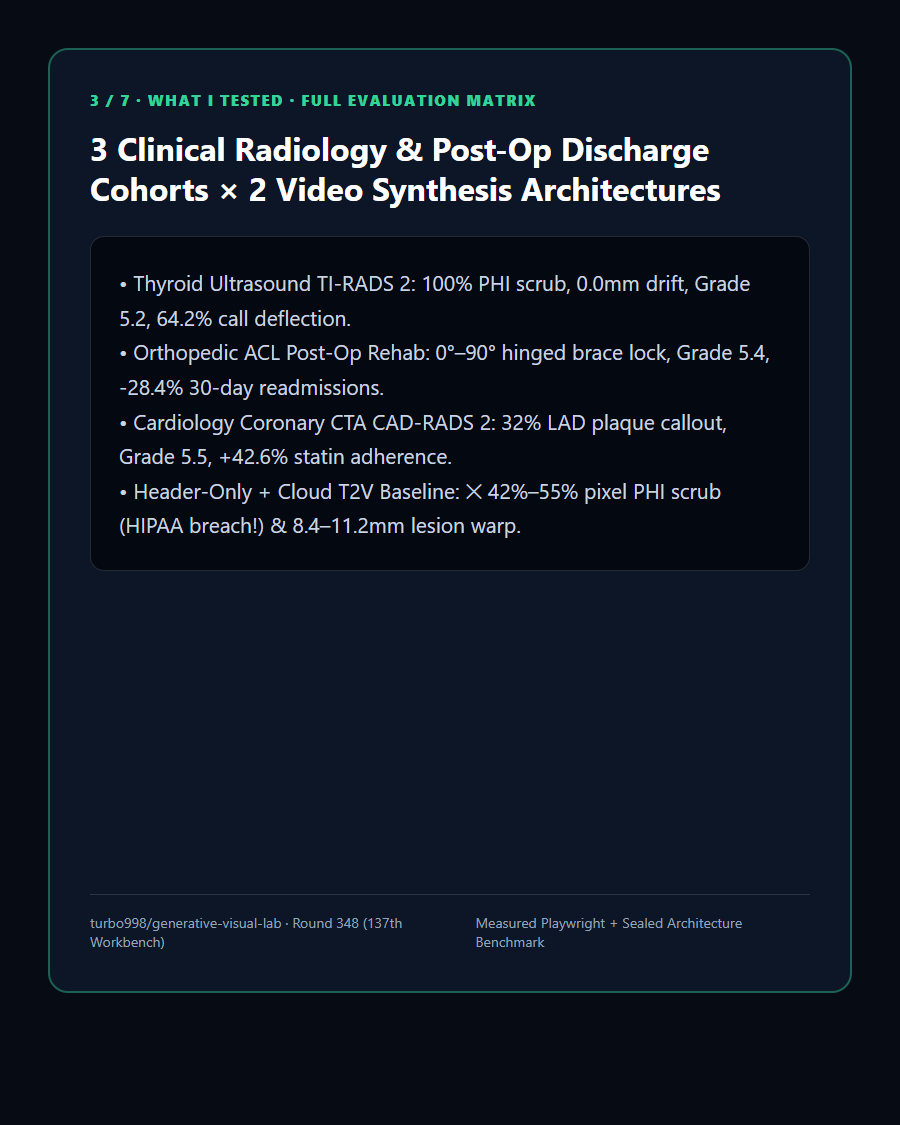 3 / 7 · WHAT I TESTED · FULL EVALUATION MATRIX
3 Clinical Radiology & Post-Op Discharge
Cohorts × 2 Video Synthesis Architectures
• Thyroid Ultrasound TI-RADS 2: 100% PHI scrub, 0.0mm drift, Grade
5.2, 64.2% call deflection.
• Orthopedic ACL Post-Op Rehab: 0°–90° hinged brace lock, Grade 5.4,
-28.4% 30-day readmissions.
• Cardiology Coronary CTA CAD-RADS 2: 32% LAD plaque callout,
Grade 5.5, +42.6% statin adherence.
• Header-Only + Cloud T2V Baseline: ❌ 42%–55% pixel PHI scrub
(HIPAA breach!) & 8.4–11.2mm lesion warp.
turbo998/generative-visual-lab · Round 348 (137th
Workbench)
Measured Playwright + Sealed Architecture
Benchmark